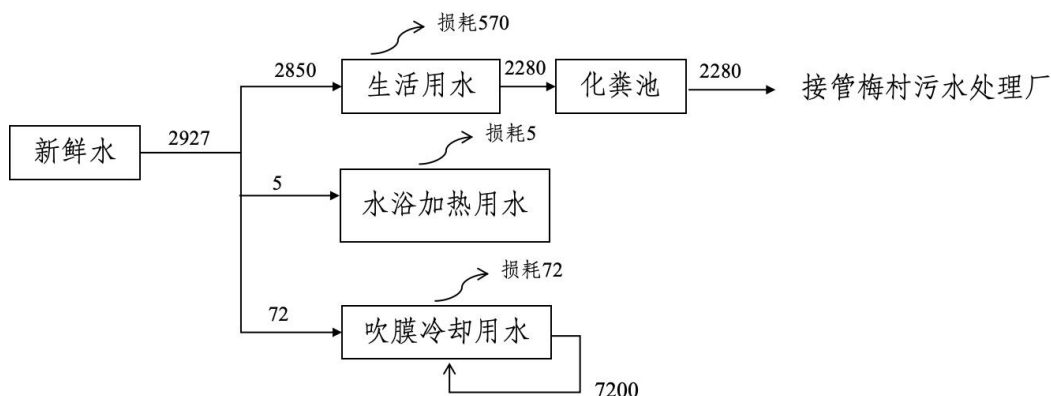 损耗570
2850
生活用水
2280
化粪池
2280
接管梅村污水处理厂
新鲜水
2927
损耗5
5
水浴加热用水
损耗72
72
吹膜冷却用水
7200